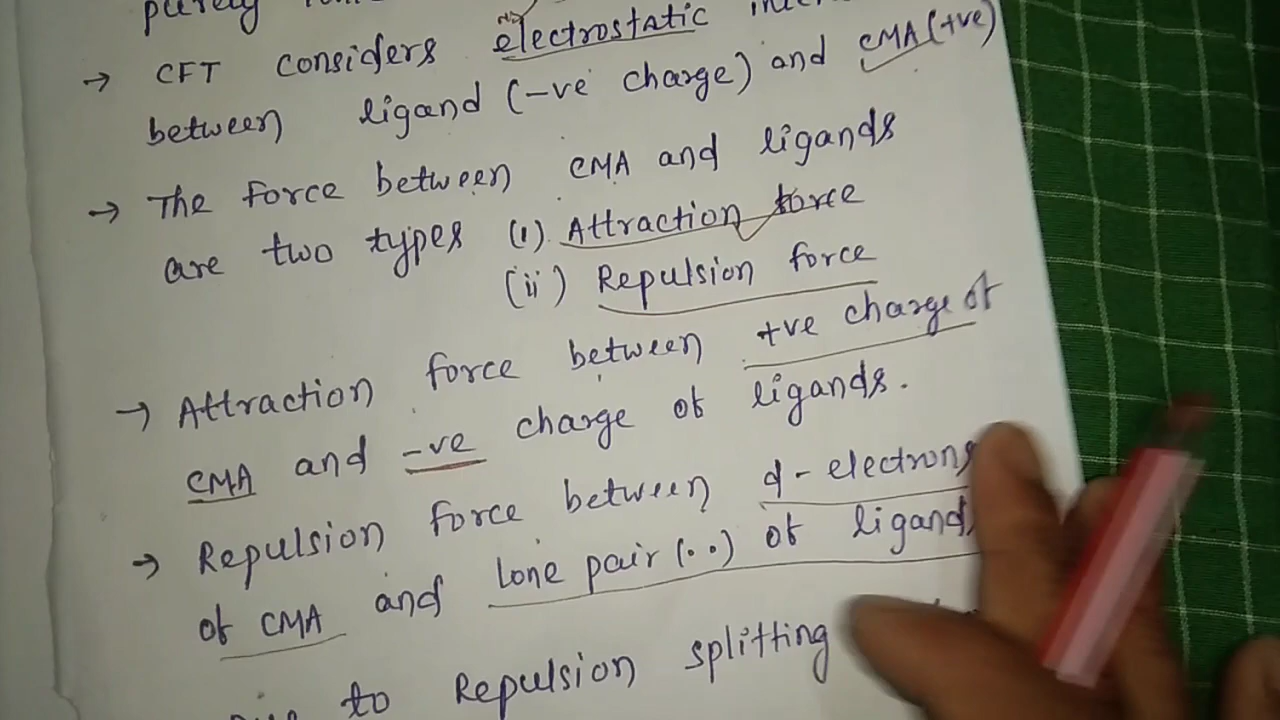 purely
→ CFT considers electrostatic
between ligand (-ve charge) and CMA (+ve)
→ The force between CMA and ligands
are two types (i) Attraction force
(ii) Repulsion force
→ Attraction force between +ve charge of
CMA and -ve charge of ligands.
→ Repulsion force between d-electrons
of CMA and lone pair (..) of ligands
to Repulsion splitting